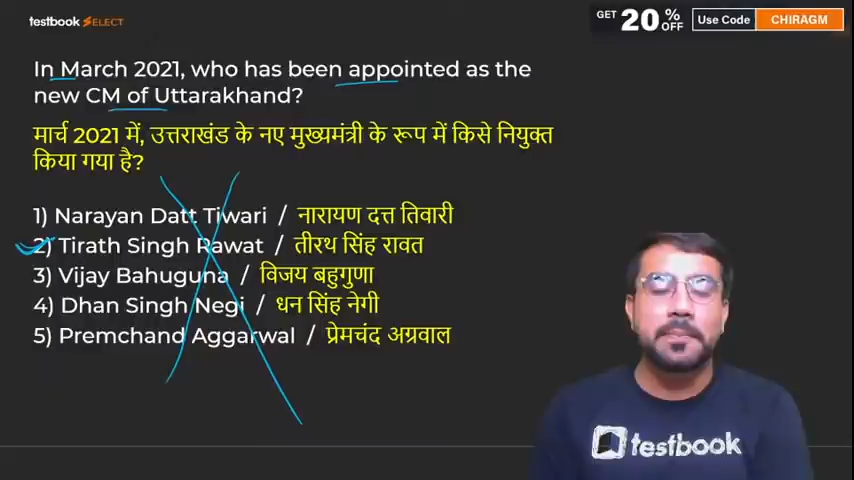 testbook SELECT
GET 20% OFF Use Code CHIRAGM
In March 2021, who has been appointed as the
new CM of Uttarakhand?
मार्च 2021 में, उत्तराखंड के नए मुख्यमंत्री के रूप में किसे नियुक्त
किया गया है?
1) Narayan Datt Tiwari / नारायण दत्त तिवारी
2) Tirath Singh Rawat / तीरथ सिंह रावत
3) Vijay Bahuguna / विजय बहुगुणा
4) Dhan Singh Negi / धन सिंह नेगी
5) Premchand Aggarwal / प्रेमचंद अग्रवाल
testbook